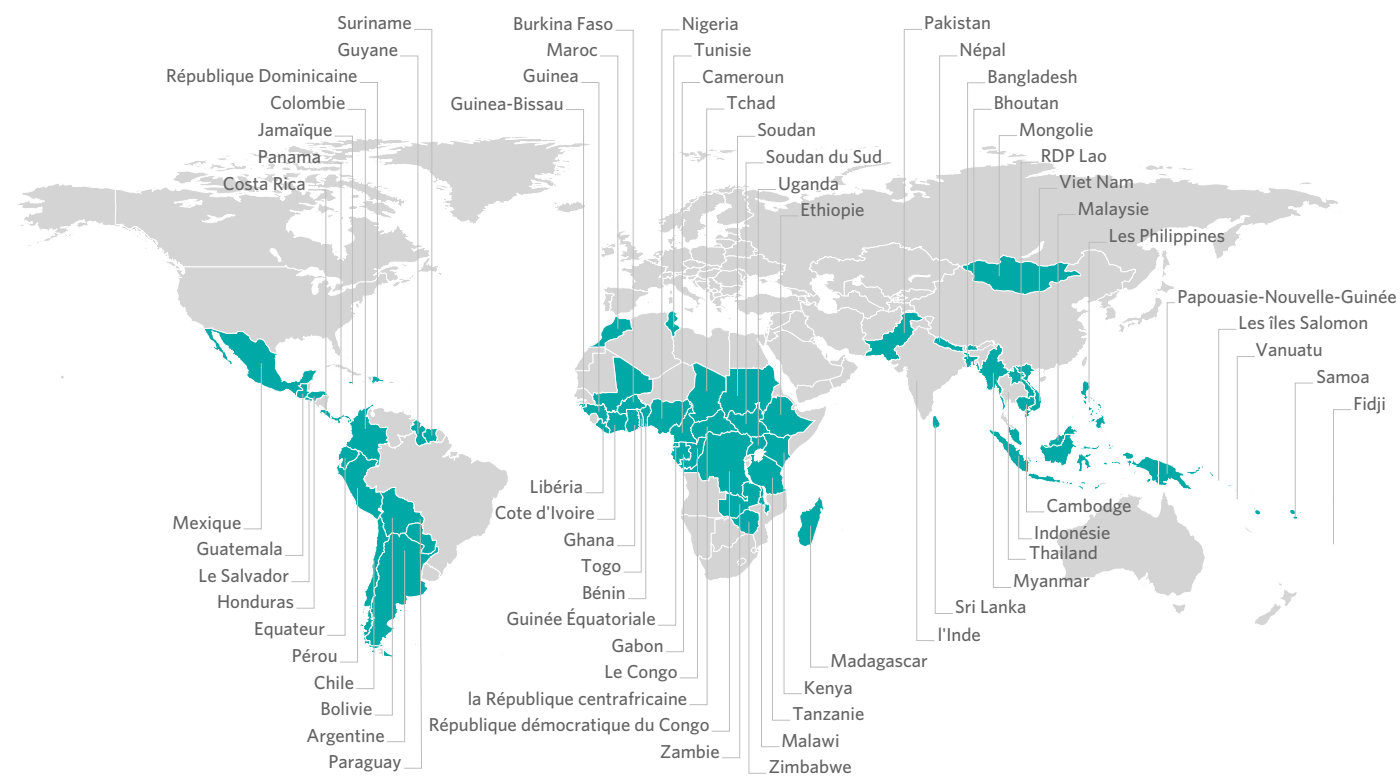 Suriname
Guyane
République Dominicaine
Colombie
Jamaïque
Panama
Costa Rica
Burkina Faso
Maroc
Guinea
Guinea-Bissau
Nigeria
Tunisie
Cameroun
Tchad
Soudan
Soudan du Sud
Uganda
Ethiopie
Pakistan
Népal
Bangladesh
Bhoutan
Mongolie
RDP Lao
Viet Nam
Malaysie
Les Philippines
Papouasie-Nouvelle-Guinée
Les îles Salomon
Vanuatu
Samoa
Fidji
Mexique
Guatemala
Le Salvador
Honduras
Equateur
Pérou
Chile
Bolivie
Argentine
Paraguay
Libéria
Cote d'Ivoire
Ghana
Togo
Bénin
Guinée Équatoriale
Gabon
Le Congo
la République centrafricaine
République démocratique du Congo
Zambie
Zimbabwe
Malawi
Tanzanie
Kenya
Madagascar
l'Inde
Sri Lanka
Myanmar
Thailand
Indonésie
Cambodge